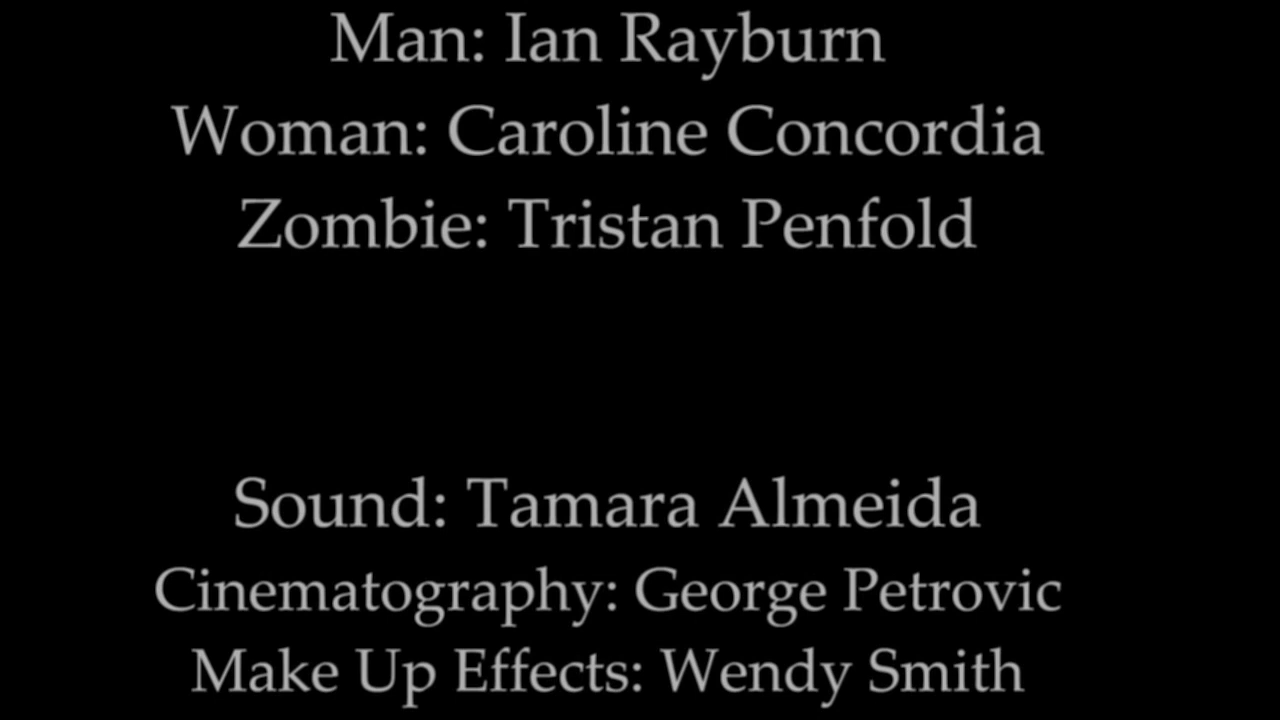 Man: Ian Rayburn
Woman: Caroline Concordia
Zombie: Tristan Penfold
Sound: Tamara Almeida
Cinematography: George Petrovic
Make Up Effects: Wendy Smith